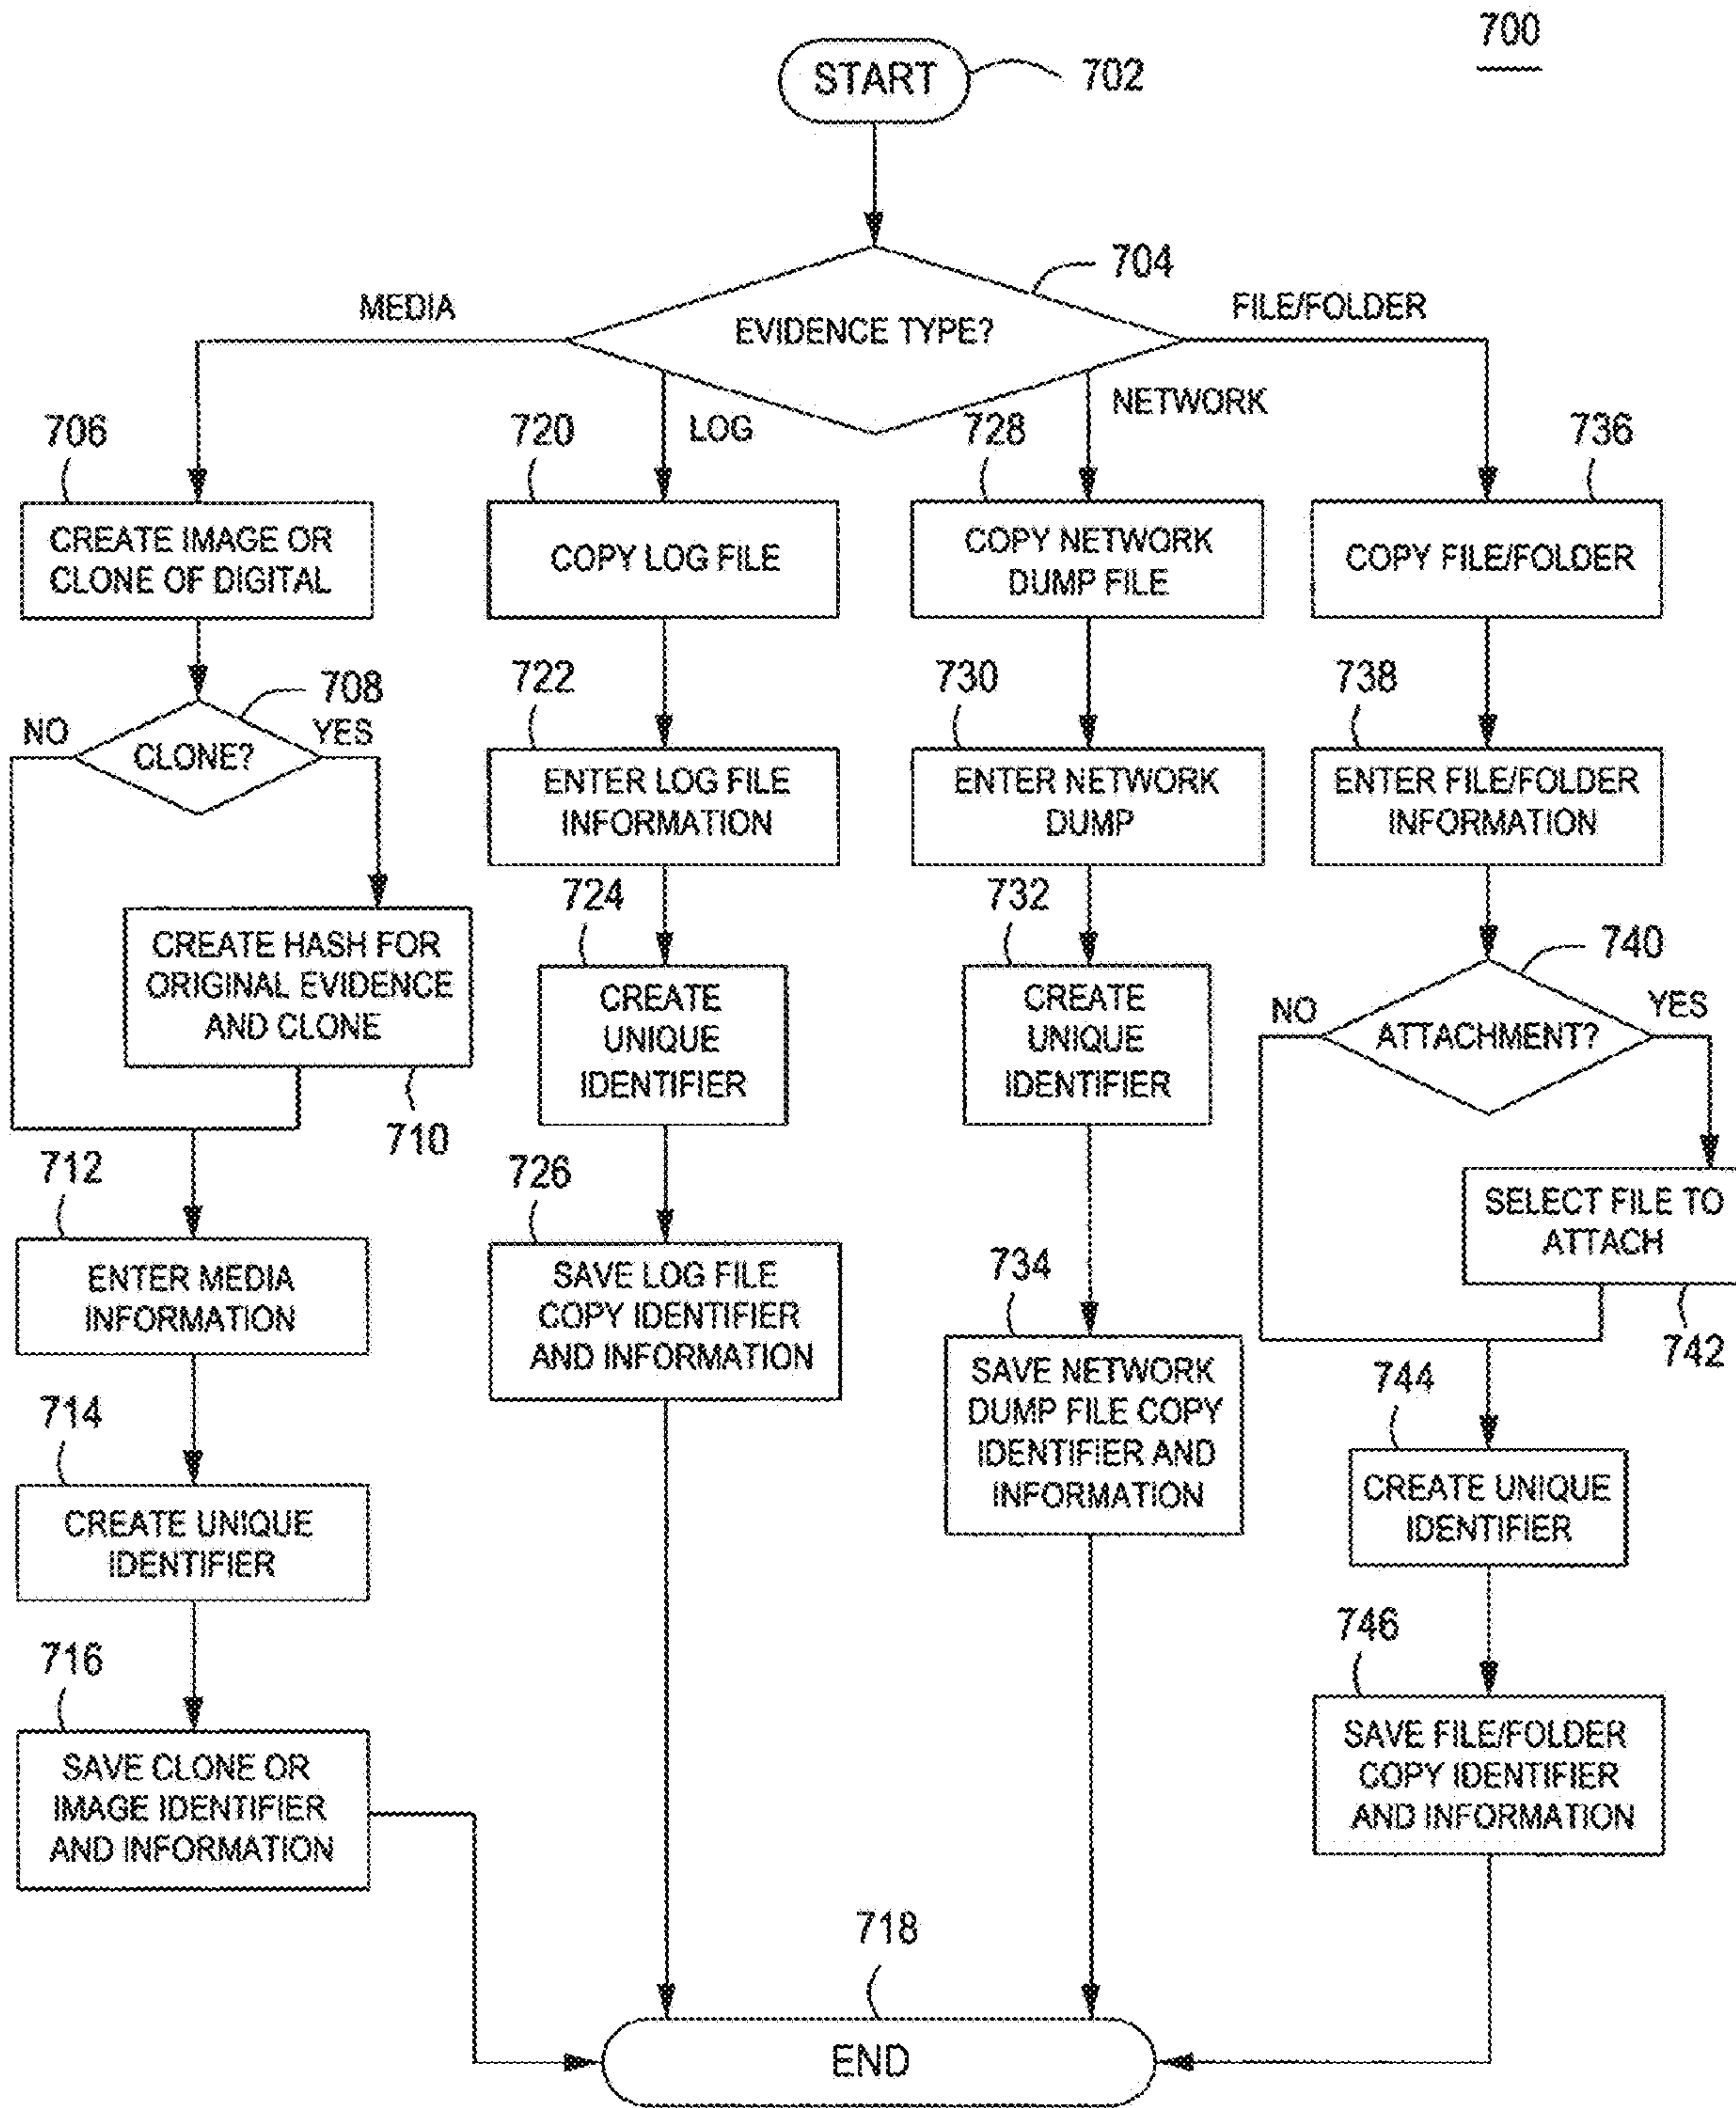 700
START
702
704
EVIDENCE TYPE?
MEDIA
LOG
NETWORK
FILE/FOLDER
706
CREATE IMAGE OR
CLONE OF DIGITAL
708
CLONE?
NO
YES
CREATE HASH FOR
ORIGINAL EVIDENCE
AND CLONE
710
712
ENTER MEDIA
INFORMATION
714
CREATE UNIQUE
IDENTIFIER
716
SAVE CLONE OR
IMAGE IDENTIFIER
AND INFORMATION
720
COPY LOG FILE
722
ENTER LOG FILE
INFORMATION
724
CREATE
UNIQUE
IDENTIFIER
726
SAVE LOG FILE
COPY IDENTIFIER
AND INFORMATION
728
COPY NETWORK
DUMP FILE
730
ENTER NETWORK
DUMP
732
CREATE
UNIQUE
IDENTIFIER
734
SAVE NETWORK
DUMP FILE COPY
IDENTIFIER AND
INFORMATION
736
COPY FILE/FOLDER
738
ENTER FILE/FOLDER
INFORMATION
740
ATTACHMENT?
NO
YES
SELECT FILE TO
ATTACH
742
744
CREATE UNIQUE
IDENTIFIER
746
SAVE FILE/FOLDER
COPY IDENTIFIER
AND INFORMATION
718
END